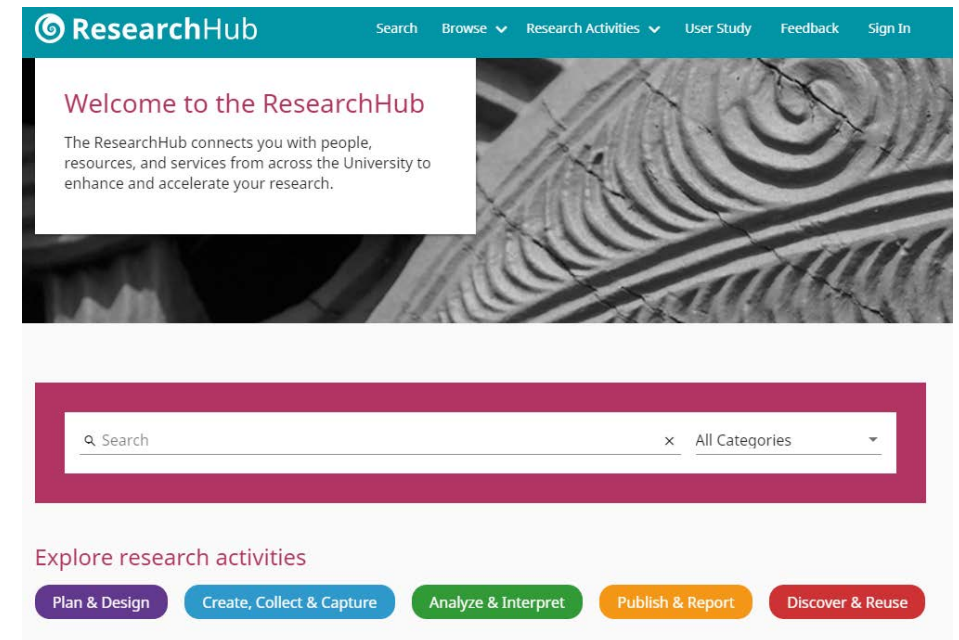 ResearchHub
Search Browse Research Activities User Study Feedback Sign In
Welcome to the ResearchHub
The ResearchHub connects you with people,
resources, and services from across the University to
enhance and accelerate your research.
Search
All Categories
Explore research activities
Plan & Design
Create, Collect & Capture
Analyze & Interpret
Publish & Report
Discover & Reuse